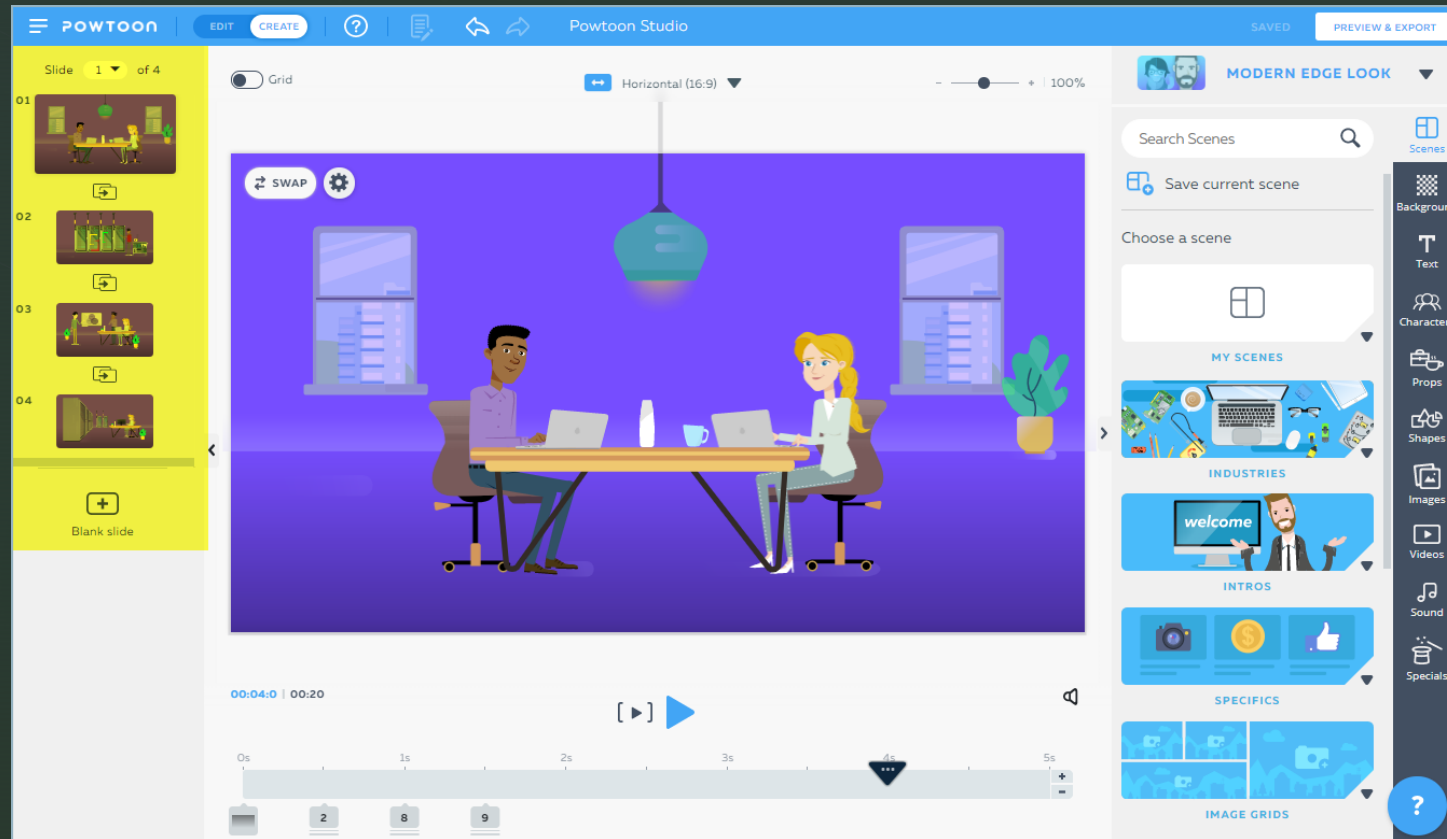 POWTOON
EDIT
CREATE
?
Powtoon Studio
SAVED
PREVIEW & EXPORT
Slide 1 of 4
01
02
03
04
Blank slide
Grid
Horizontal (16:9)
- + 100%
SWAP
00:04:0 | 00:20
0s 1s 2s 3s 4s 5s
+
-
2 8 9
MODERN EDGE LOOK
Search Scenes
Save current scene
Choose a scene
MY SCENES
INDUSTRIES
welcome
INTROS
$
SPECIFICS
IMAGE GRIDS
Scenes
Backgroun
Text
Character
Props
Shapes
Images
Videos
Sound
Specials
?